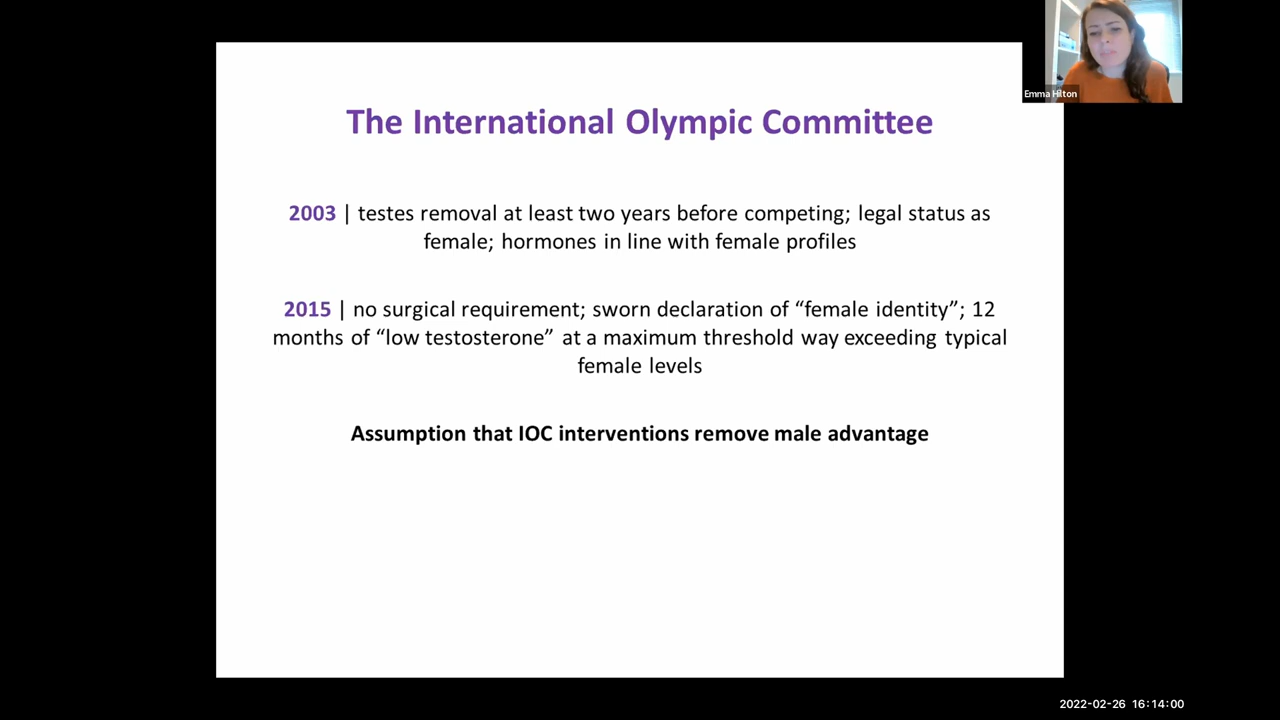 Emma Hilton
The International Olympic Committee
2003 | testes removal at least two years before competing; legal status as
female; hormones in line with female profiles
2015 | no surgical requirement; sworn declaration of “female identity”; 12
months of “low testosterone” at a maximum threshold way exceeding typical
female levels
Assumption that IOC interventions remove male advantage
2022-02-26 16:14:00